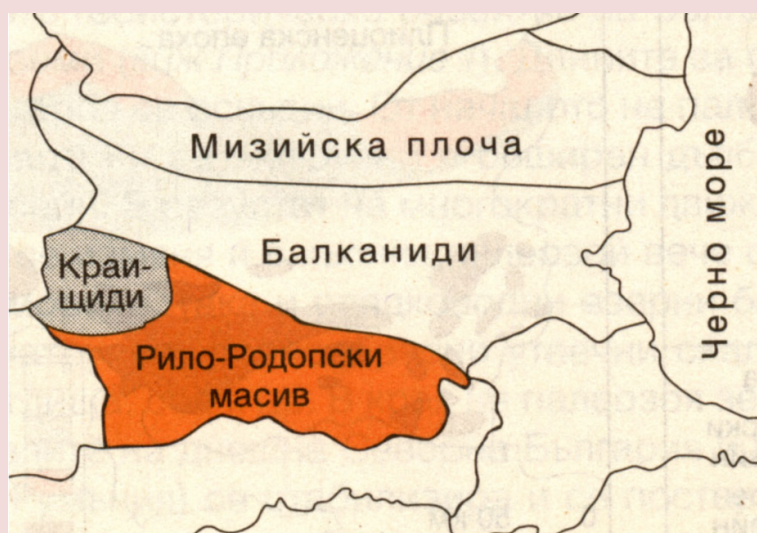 Мизийска плоча
Балканиди
Краи-
щиди
Рило-Родопски
масив
Черно море